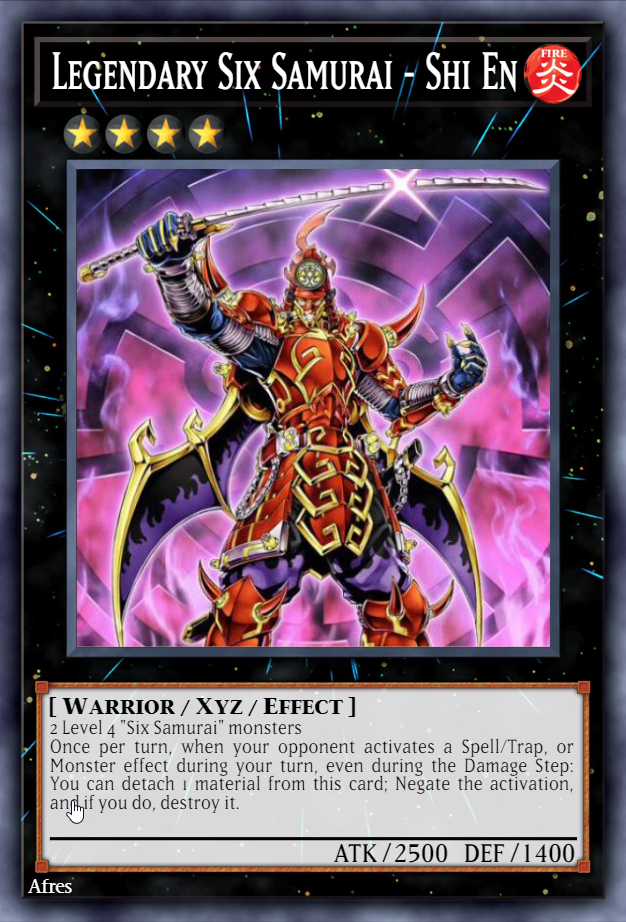 Legendary Six Samurai - Shi En
FIRE
炎
[ Warrior / Xyz / Effect ]
2 Level 4 "Six Samurai" monsters
Once per turn, when your opponent activates a Spell/Trap, or
Monster effect during your turn, even during the Damage Step:
You can detach 1 material from this card; Negate the activation,
and if you do, destroy it.
ATK/2500 DEF/1400
Afres